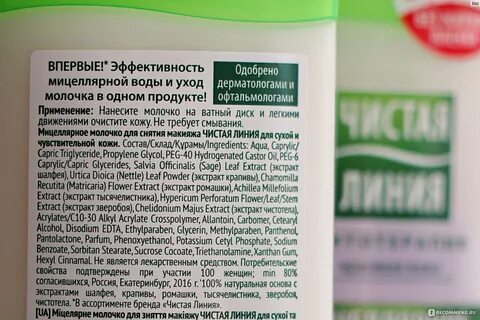 ВПЕРВЫЕ!* Эффективность
мицеллярной воды и уход
молочка в одном продукте!
Одобрено
дерматологами и
офтальмологами
Применение: Нанесите молочко на ватный диск и легкими
движениями очистите кожу. Не требует смывания.
Мицеллярное молочко для снятия макияжа ЧИСТАЯ ЛИНИЯ для сухой и
чувствительной кожи. Состав/Склад/Курамы/Ingredients: Aqua, Caprylic/
Capric Triglyceride, Propylene Glycol, PEG-40 Hydrogenated Castor Oil, PEG-6
Caprylic/Capric Glycerides, Salvia Officinalis (Sage) Leaf Extract (экстракт
шалфея), Urtica Dioica (Nettle) Leaf Powder (экстракт крапивы), Chamomilla
Recutita (Matricaria) Flower Extract (экстракт ромашки), Achillea Millefolium
Extract (экстракт тысячелистника), Hypericum Perforatum Flower/Leaf/Stem
Extract (экстракт зверобоя), Chelidonium Majus Extract (экстракт чистотела),
Acrylates/C10-30 Alkyl Acrylate Crosspolymer, Allantoin, Carbomer, Cetearyl
Alcohol, Disodium EDTA, Ethylparaben, Glycerin, Methylparaben, Panthenol,
Pantolactone, Parfum, Phenoxyethanol, Potassium Cetyl Phosphate, Sodium
Benzoate, Sorbitan Stearate, Sucrose Cocoate, Triethanolamine, Xanthan Gum,
Hexyl Cinnamal. Не является лекарственным средством. Потребительские
свойства подтверждены при участии 100 женщин; min 80%
согласившихся, Россия, Екатеринбург, 2016 г. 100% натуральная основа с
экстрактами шалфея, крапивы, ромашки, тысячелистника, зверобоя,
чистотела. *В ассортименте бренда «Чистая Линия».
[UA] Міцелярне молочко для зняття макіяжу ЧИСТАЯ ЛИНИЯ для сухої та
ЧИСТАЯ
ЛИНИЯ
IRECOMMEND.RU